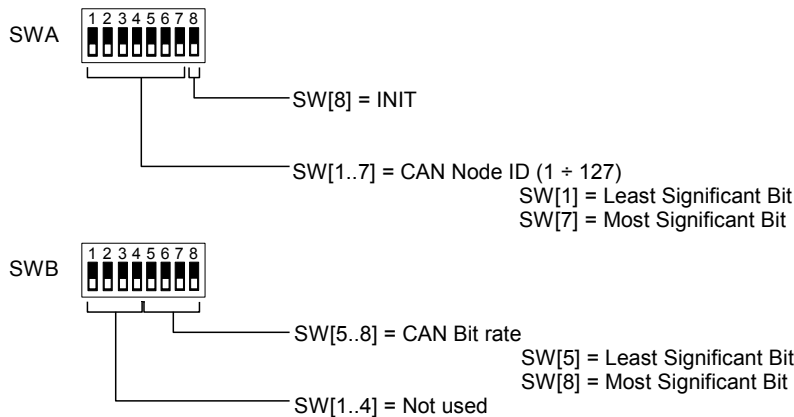 1 2 3 4 5 6 7 8
SWA
SW[8] = INIT
SW[1..7] = CAN Node ID (1 ÷ 127)
SW[1] = Least Significant Bit
SW[7] = Most Significant Bit
1 2 3 4 5 6 7 8
SWB
SW[5..8] = CAN Bit rate
SW[5] = Least Significant Bit
SW[8] = Most Significant Bit
SW[1..4] = Not used